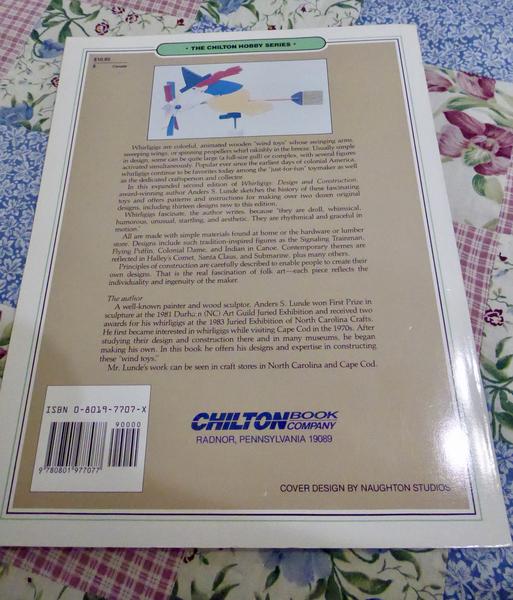 • THE CHILTON HOBBY SERIES •
$10.95
Canada
Whirligigs are colorful, animated wooden "wind toys" whose swinging arms,
sweeping wings, or spinning propellers whirl rakishly in the breeze. Usually simple
in design, some can be quite large (a full-size gull) or complex, with several figures
activated simultaneously. Popular ever since the earliest days of colonial America,
whirligigs continue to be favorites today among the "just-for-fun" toymaker as well
as the dedicated craftsperson and collector.
In this expanded second edition of Whirligigs: Design and Construction,
award-winning author Anders S. Lunde sketches the history of these fascinating
toys and offers patterns and instructions for making over two dozen original
designs, including thirteen designs new to this edition.
Whirligigs fascinate, the author writes, because "they are droll, whimsical,
humorous, unusual, startling, and aesthetic. They are rhythmical and graceful in
motion."
All are made with simple materials found at home or the hardware or lumber
store. Designs include such tradition-inspired figures as the Signaling Trainman,
Flying Puffin, Colonial Dame, and Indian in Canoe. Contemporary themes are
reflected in Halley's Comet, Santa Claus, and Submarine, plus many others.
Principles of construction are carefully described to enable people to create their
own designs. That is the real fascination of folk art—each piece reflects the
individuality and ingenuity of the maker.
The author
A well-known painter and wood sculptor, Anders S. Lunde won First Prize in
sculpture at the 1981 Durham (NC) Art Guild Juried Exhibition and received two
awards for his whirligigs at the 1983 Juried Exhibition of North Carolina Crafts.
He first became interested in whirligigs while visiting Cape Cod in the 1970s. After
studying their design and construction there and in many museums, he began
making his own. In this book he offers his designs and expertise in constructing
these "wind toys."
Mr. Lunde's work can be seen in craft stores in North Carolina and Cape Cod.
ISBN 0-8019-7707-X
90000
9 780801 977077
CHILTON BOOK COMPANY
RADNOR, PENNSYLVANIA 19089
COVER DESIGN BY NAUGHTON STUDIOS